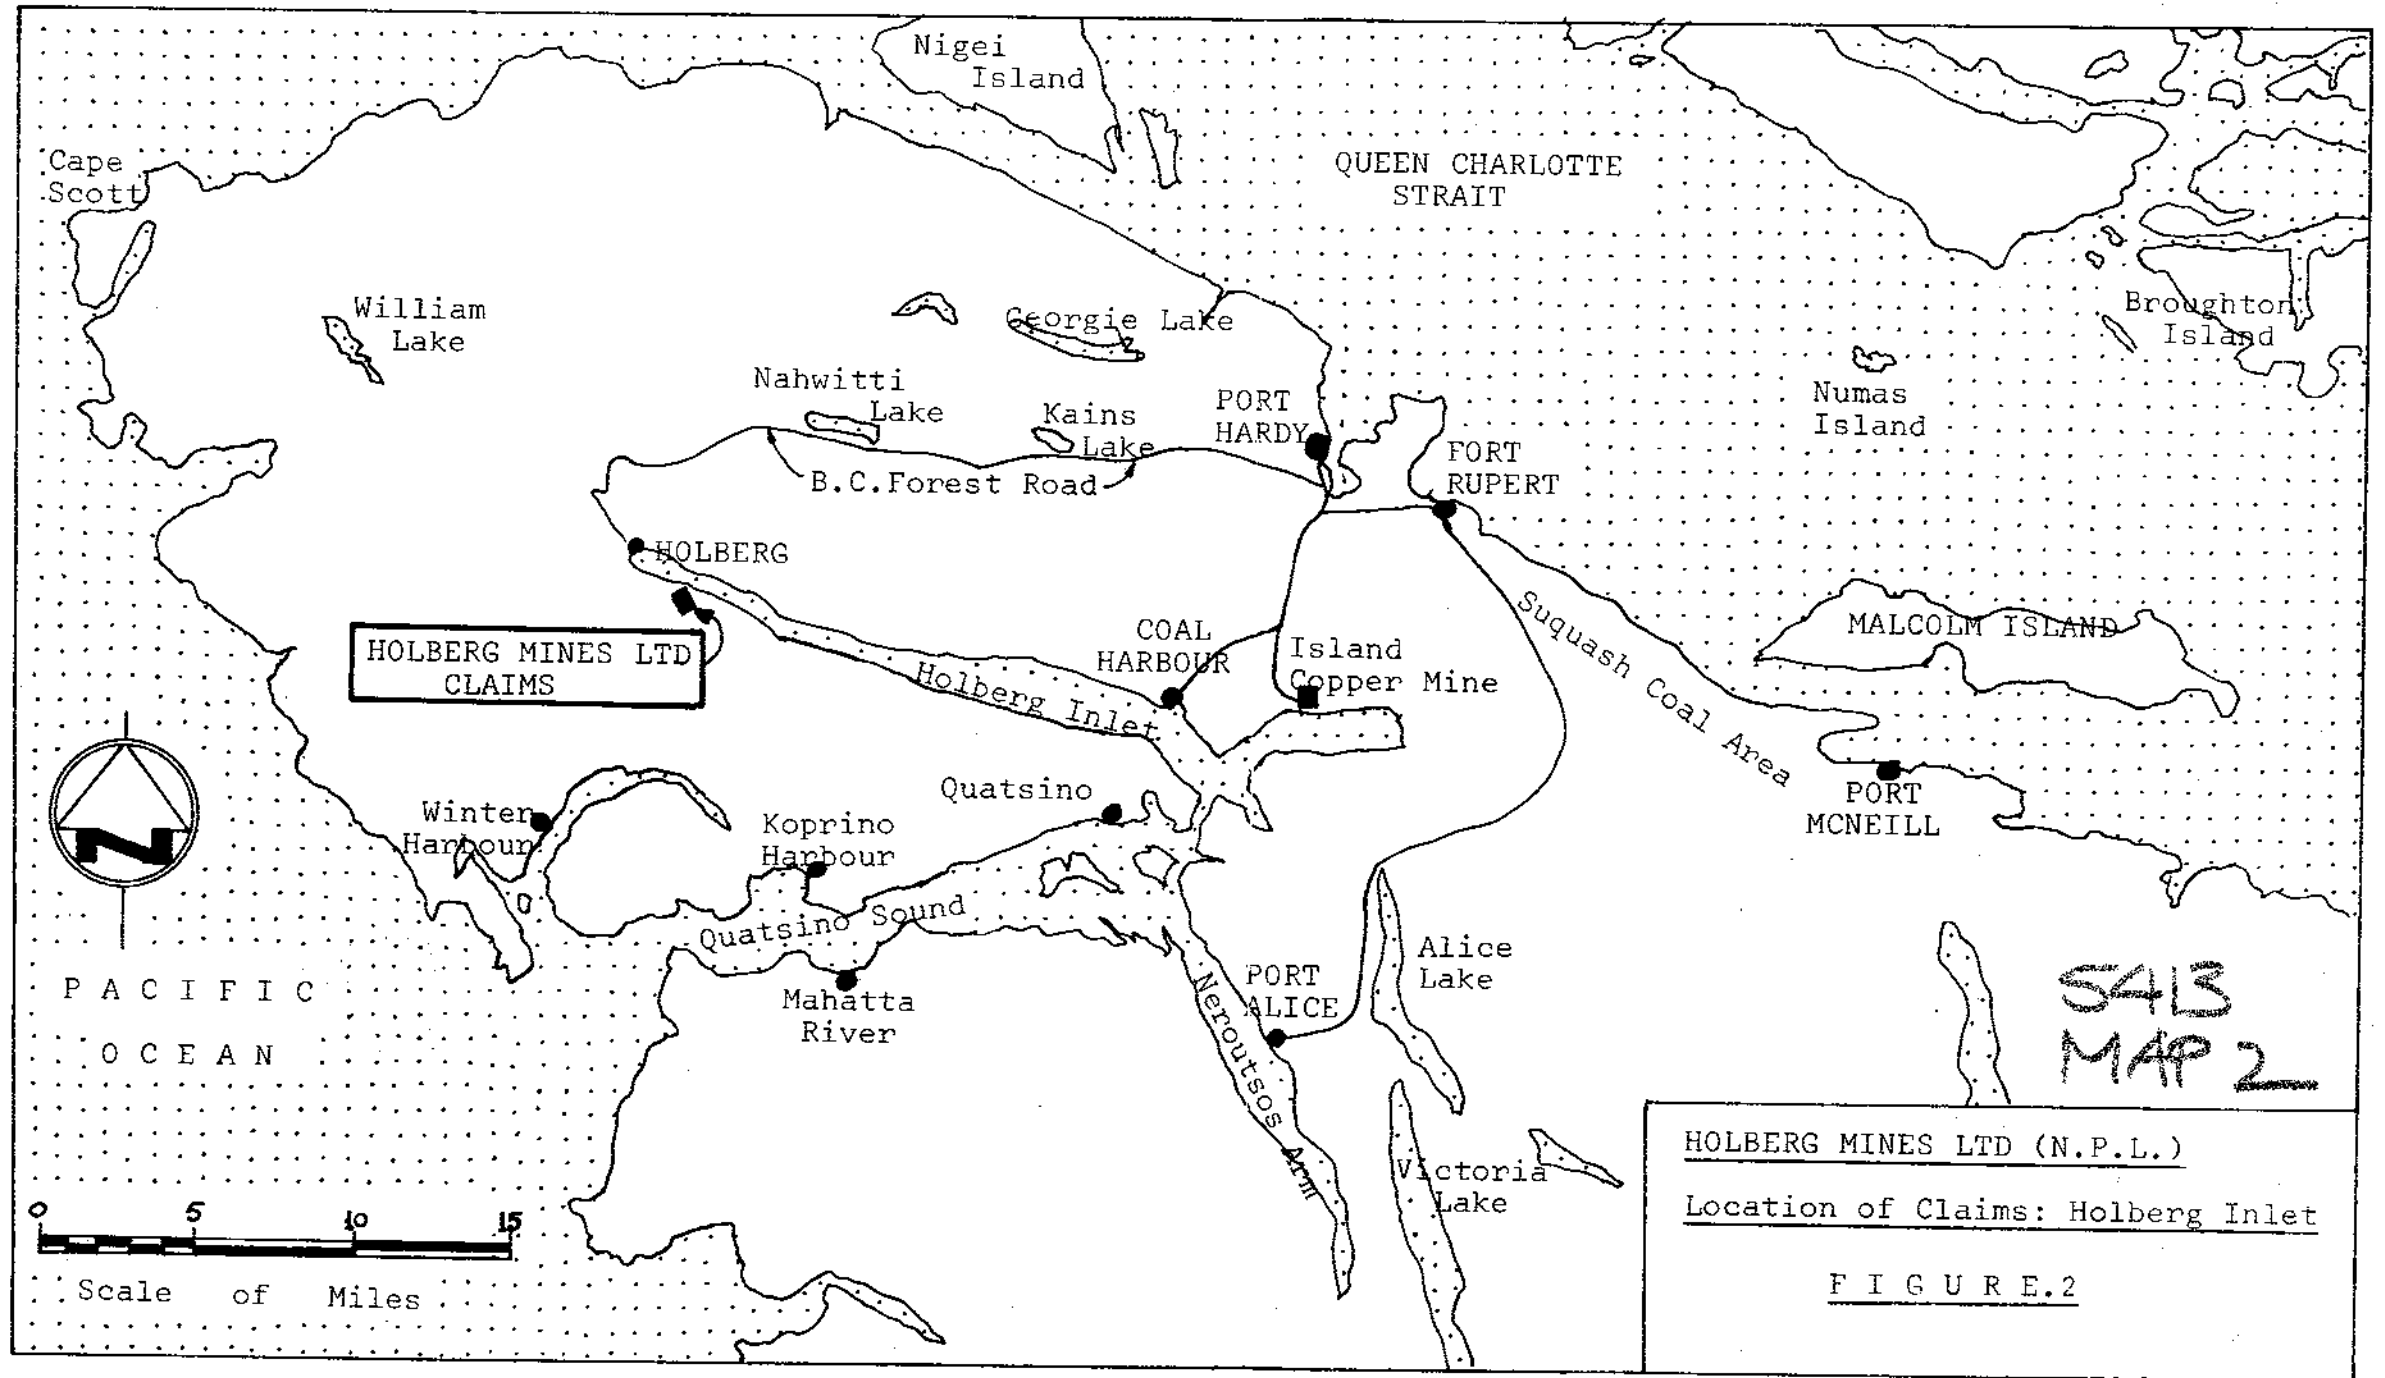 Nigei
Island
Cape
Scott
QUEEN CHARLOTTE
STRAIT
William
Lake
Georgie Lake
Broughton
Island
Nahwitti
Lake
Kains
Lake
PORT
HARDY
Numas
Island
B.C.Forest Road
FORT
RUPERT
HOLBERG
HOLBERG MINES LTD
CLAIMS
COAL
HARBOUR
Island
Copper Mine
Suquash Coal Area
MALCOLM ISLAND
Holberg Inlet
N
Quatsino
Winter
Harbour
Koprino
Harbour
PORT
MCNEILL
Quatsino Sound
Alice
Lake
PORT
ALICE
Mahatta
River
Neroutsos Arm
PACIFIC
OCEAN
5413
MAP 2
Victoria
Lake
0 5 10 15
Scale of Miles
HOLBERG MINES LTD (N.P.L.)
Location of Claims: Holberg Inlet
FIGURE.2